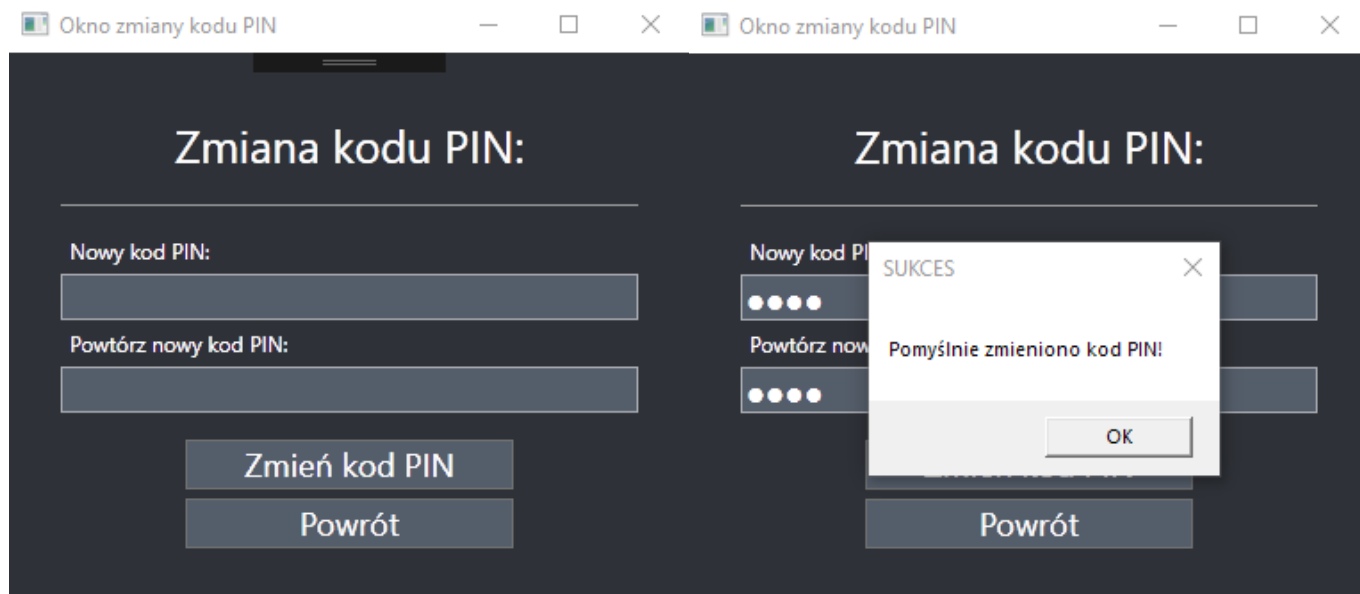 Okno zmiany kodu PIN
Zmiana kodu PIN:
Nowy kod PIN:
Powtórz nowy kod PIN:
Zmień kod PIN
Powrót
Okno zmiany kodu PIN
Zmiana kodu PIN:
Nowy kod PI
SUKCES
Pomyślnie zmieniono kod PIN!
OK
Powtórz now
Powrót